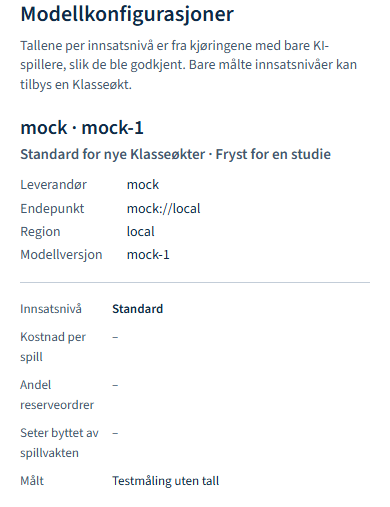 Modellkonfigurasjoner
Tallene per innsatsnivå er fra kjøringene med bare KI-
spillere, slik de ble godkjent. Bare målte innsatsnivåer kan
tilbys en Klasseøkt.
mock · mock-1
Standard for nye Klasseøkter · Fryst for en studie
Leverandør mock
Endepunkt mock://local
Region local
Modellversjon mock-1
Innsatsnivå Standard
Kostnad per –
spill
Andel –
reserveordrer
Seter byttet av –
spillvakten
Målt Testmåling uten tall